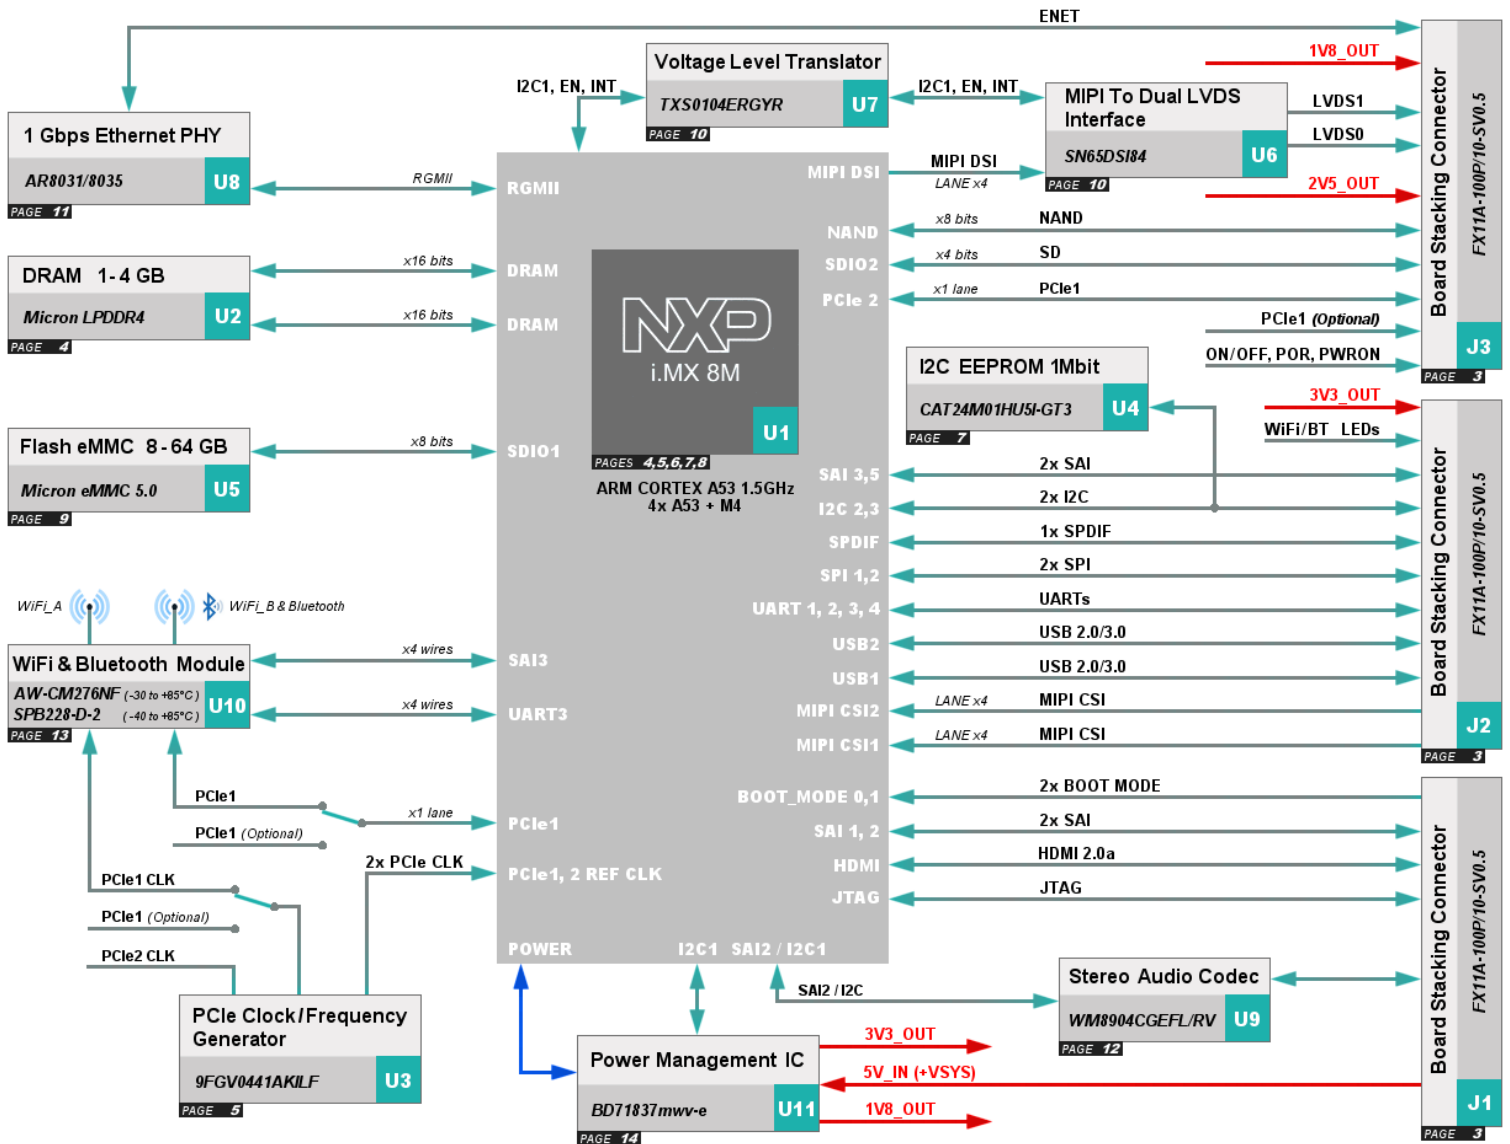 ENET
1V8_OUT
Voltage Level Translator
TXS0104ERGYR
U7
PAGE 10
I2C1, EN, INT
I2C1, EN, INT
MIPI To Dual LVDS
Interface
SN65DSI84
U6
PAGE 10
LVDS1
LVDS0
2V5_OUT
1 Gbps Ethernet PHY
AR8031/8035
U8
PAGE 11
RGMII
RGMII
MIPI DSI
MIPI DSI
LANE x4
NAND
x8 bits
NAND
SDIO2
x4 bits
SD
PCIe 2
x1 lane
PCIe1
PCIe1 (Optional)
ON/OFF, POR, PWRON
Board Stacking Connector
FX11A-100P/10-SV0.5
J3
PAGE 3
DRAM 1-4 GB
Micron LPDDR4
U2
PAGE 4
x16 bits
DRAM
x16 bits
DRAM
NXP
i.MX 8M
U1
PAGES 4,5,6,7,8
ARM CORTEX A53 1.5GHz
4x A53 + M4
I2C EEPROM 1Mbit
CAT24M01HU5I-GT3
U4
PAGE 7
3V3_OUT
WiFi/BT LEDs
Flash eMMC 8-64 GB
Micron eMMC 5.0
U5
PAGE 9
x8 bits
SDIO1
SAI 3,5
2x SAI
I2C 2,3
2x I2C
SPDIF
1x SPDIF
SPI 1,2
2x SPI
UART 1, 2, 3, 4
UARTs
USB2
USB 2.0/3.0
USB1
USB 2.0/3.0
MIPI CSI2
LANE x4
MIPI CSI
MIPI CSI1
LANE x4
MIPI CSI
Board Stacking Connector
FX11A-100P/10-SV0.5
J2
PAGE 3
WiFi_A
WiFi_B & Bluetooth
WiFi & Bluetooth Module
AW-CM276NF (-30 to +85°C)
SPB228-D-2 (-40 to +85°C)
U10
PAGE 13
x4 wires
SAI3
x4 wires
UART3
PCIe1
x1 lane
PCIe1
PCIe1 (Optional)
2x PCIe CLK
PCIe1, 2 REF CLK
PCIe1 CLK
PCIe1 (Optional)
PCIe2 CLK
PCIe Clock/Frequency
Generator
9FGV0441AKILF
U3
PAGE 5
BOOT_MODE 0,1
2x BOOT MODE
SAI 1, 2
2x SAI
HDMI
HDMI 2.0a
JTAG
JTAG
POWER
I2C1
SAI2 / I2C1
SAI2 / I2C
Stereo Audio Codec
WM8904CGEFL/RV
U9
PAGE 12
Power Management IC
BD71837mwv-e
U11
PAGE 14
3V3_OUT
5V_IN (+VSYS)
1V8_OUT
Board Stacking Connector
FX11A-100P/10-SV0.5
J1
PAGE 3